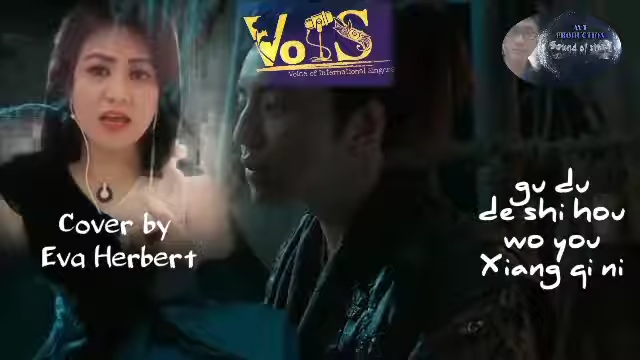 VoIS
Voice of International Singers
PRODUCTION
Sound of
Cover by
Eva Herbert
gu du
de shi hou
wo you
Xiang qi ni